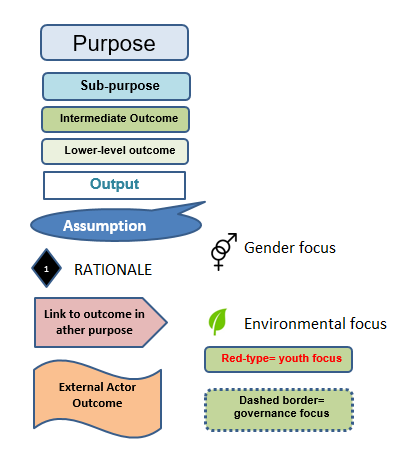 Purpose
Sub-purpose
Intermediate Outcome
Lower-level outcome
Output
Assumption
Gender focus
1
RATIONALE
Link to outcome in
ather purpose
Environmental focus
Red-type= youth focus
External Actor
Outcome
Dashed border=
governance focus